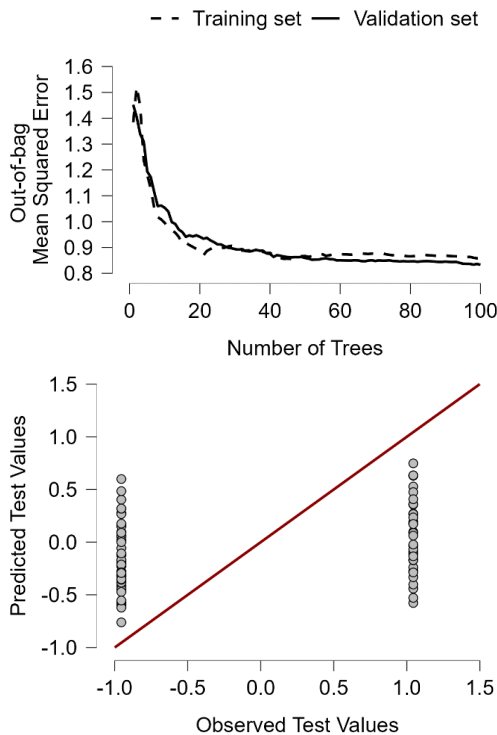 Training set Validation set
Out-of-bag
Mean Squared Error
1.6
1.5
1.4
1.3
1.2
1.1
1.0
0.9
0.8
0 20 40 60 80 100
Number of Trees
Predicted Test Values
1.5
1.0
0.5
0.0
-0.5
-1.0
-1.0 -0.5 0.0 0.5 1.0 1.5
Observed Test Values